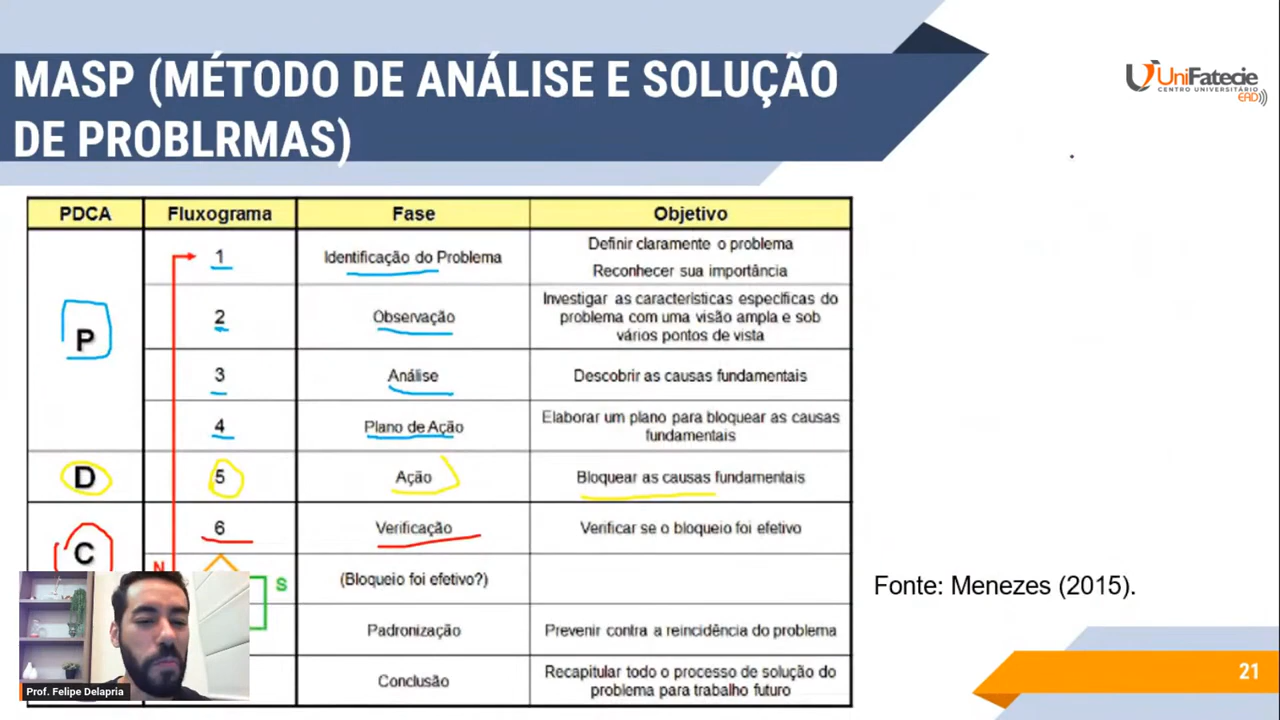 MASP (MÉTODO DE ANÁLISE E SOLUÇÃO
DE PROBLRMAS)
UniFatecie
CENTRO UNIVERSITÁRIO
EAD
PDCA Fluxograma Fase Objetivo
P
1 Identificação do Problema Definir claramente o problema
Reconhecer sua importância
2 Observação Investigar as características específicas do
problema com uma visão ampla e sob
vários pontos de vista
3 Análise Descobrir as causas fundamentais
4 Plano de Ação Elaborar um plano para bloquear as causas
fundamentais
D 5 Ação Bloquear as causas fundamentais
C 6 Verificação Verificar se o bloqueio foi efetivo
N S (Bloqueio foi efetivo?)
Padronização Prevenir contra a reincidência do problema
Conclusão Recapitular todo o processo de solução do
problema para trabalho futuro
Fonte: Menezes (2015).
21
Prof. Felipe Delapria